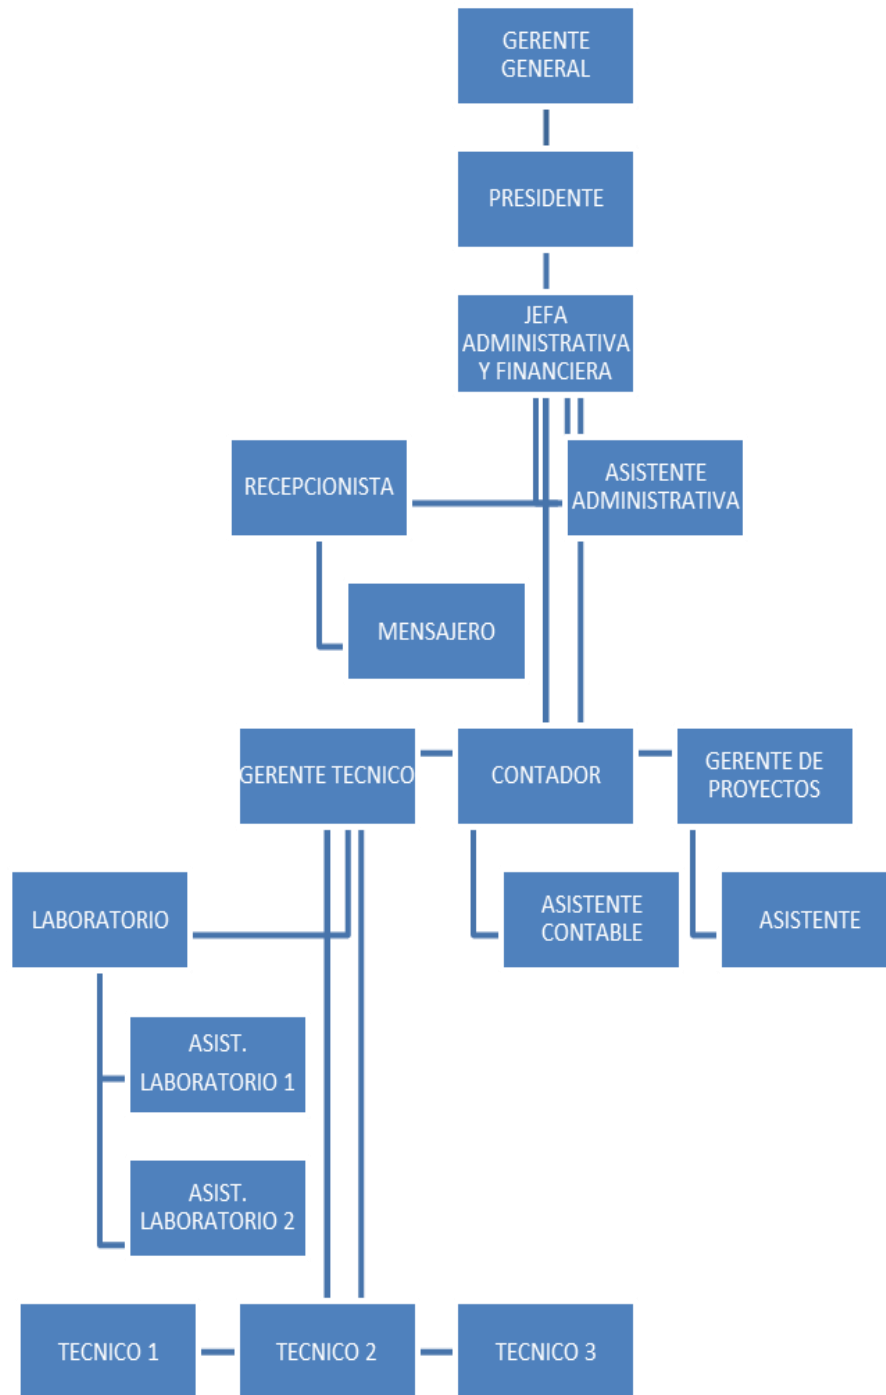 GERENTE
GENERAL
PRESIDENTE
JEFA
ADMINISTRATIVA
Y FINANCIERA
RECEPCIONISTA
ASISTENTE
ADMINISTRATIVA
MENSAJERO
GERENTE TECNICO
CONTADOR
GERENTE DE
PROYECTOS
LABORATORIO
ASISTENTE
CONTABLE
ASISTENTE
ASIST.
LABORATORIO 1
ASIST.
LABORATORIO 2
TECNICO 1
TECNICO 2
TECNICO 3